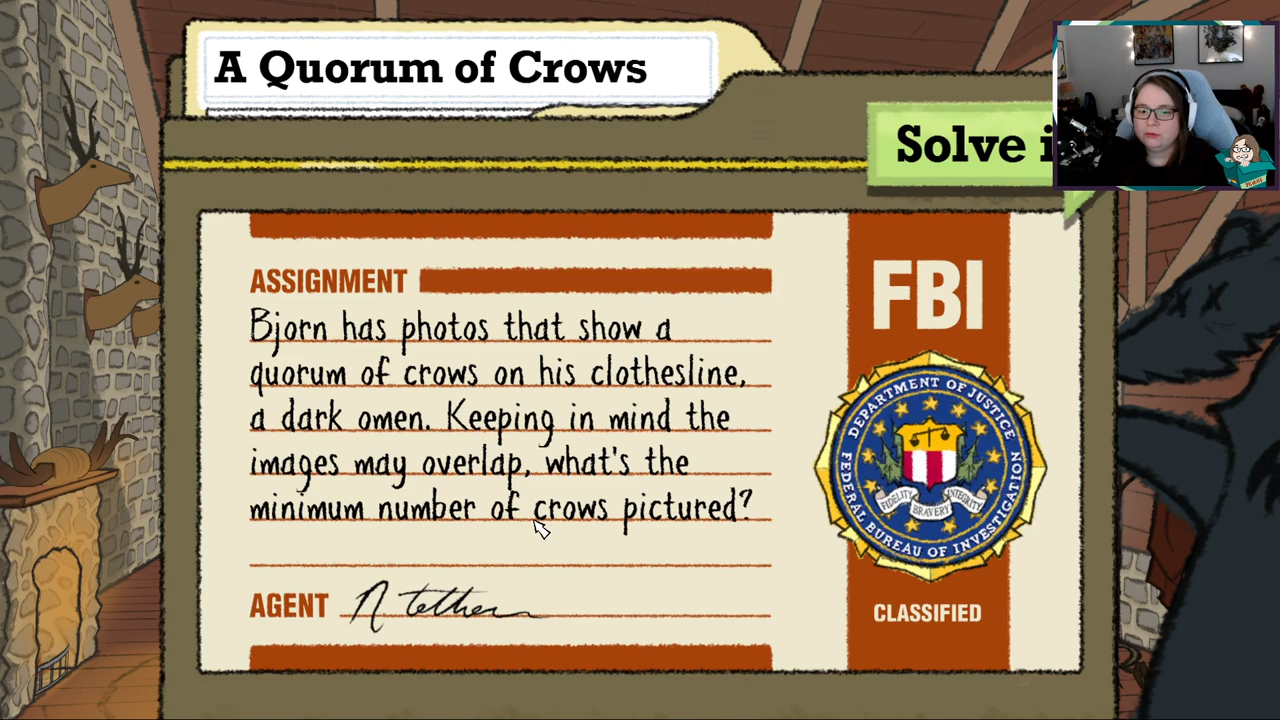 A Quorum of Crows
Solve i
ASSIGNMENT
Bjorn has photos that show a
quorum of crows on his clothesline,
a dark omen. Keeping in mind the
images may overlap, what's the
minimum number of crows pictured?
AGENT N tethers
FBI
DEPARTMENT OF JUSTICE
FIDELITY BRAVERY INTEGRITY
FEDERAL BUREAU OF INVESTIGATION
CLASSIFIED